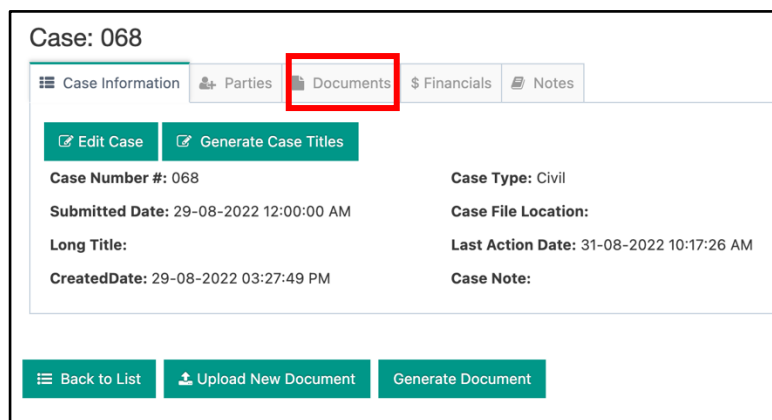 Case: 068
Case Information Parties Documents $ Financials Notes
Edit Case Generate Case Titles
Case Number #: 068 Case Type: Civil
Submitted Date: 29-08-2022 12:00:00 AM Case File Location:
Long Title: Last Action Date: 31-08-2022 10:17:26 AM
CreatedDate: 29-08-2022 03:27:49 PM Case Note:
Back to List Upload New Document Generate Document